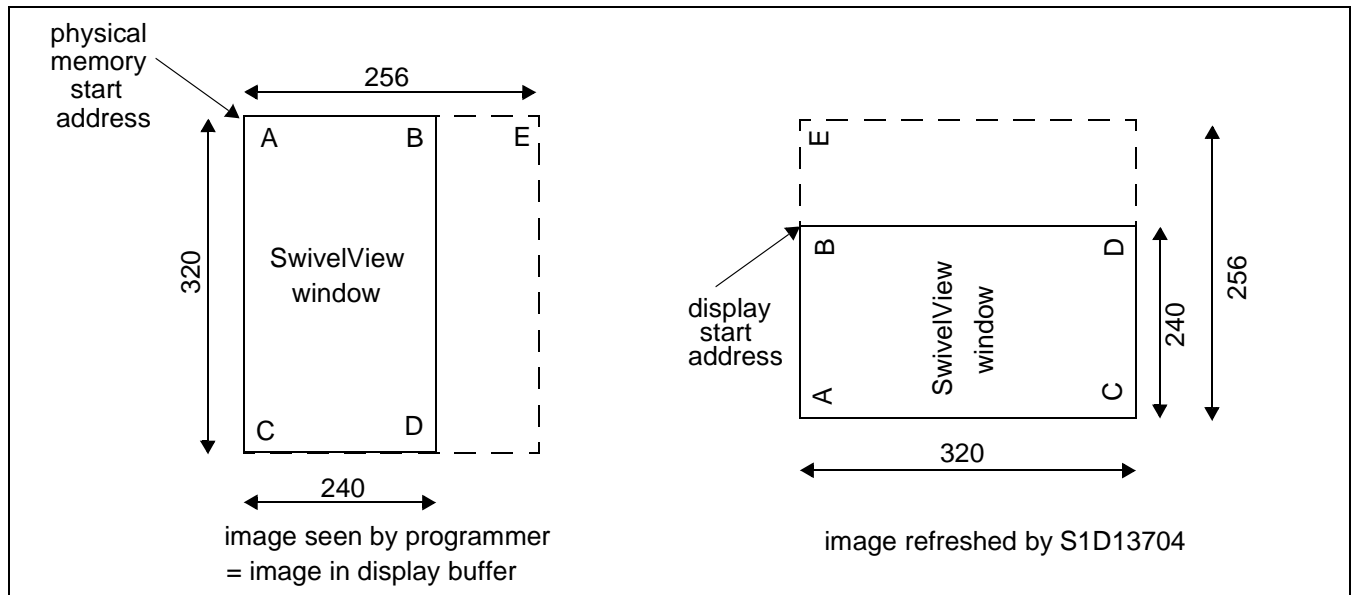 physical
memory
start
address
256
A
B
E
320
SwivelView
window
C
D
240
image seen by programmer
= image in display buffer
E
B
D
display
start
address
SwivelView
window
A
C
240
256
320
image refreshed by S1D13704